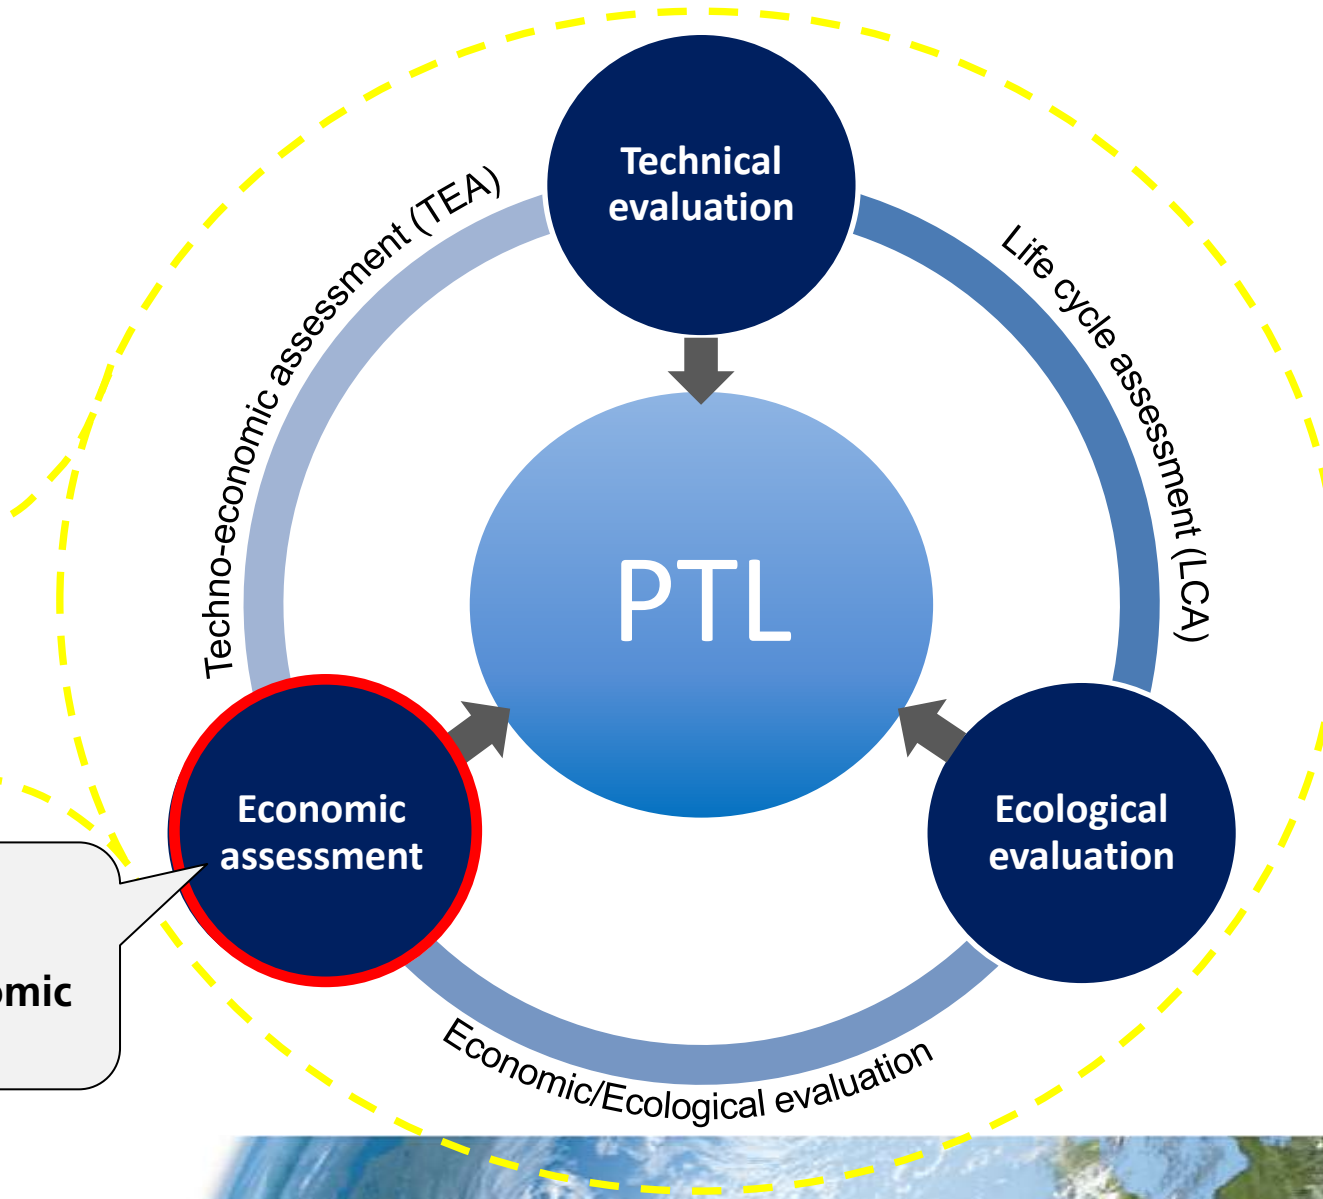 Technical
evaluation
Techno-economic assessment (TEA)
Life cycle assessment (LCA)
PTL
Economic
assessment
Ecological
evaluation
omic
Economic/Ecological evaluation